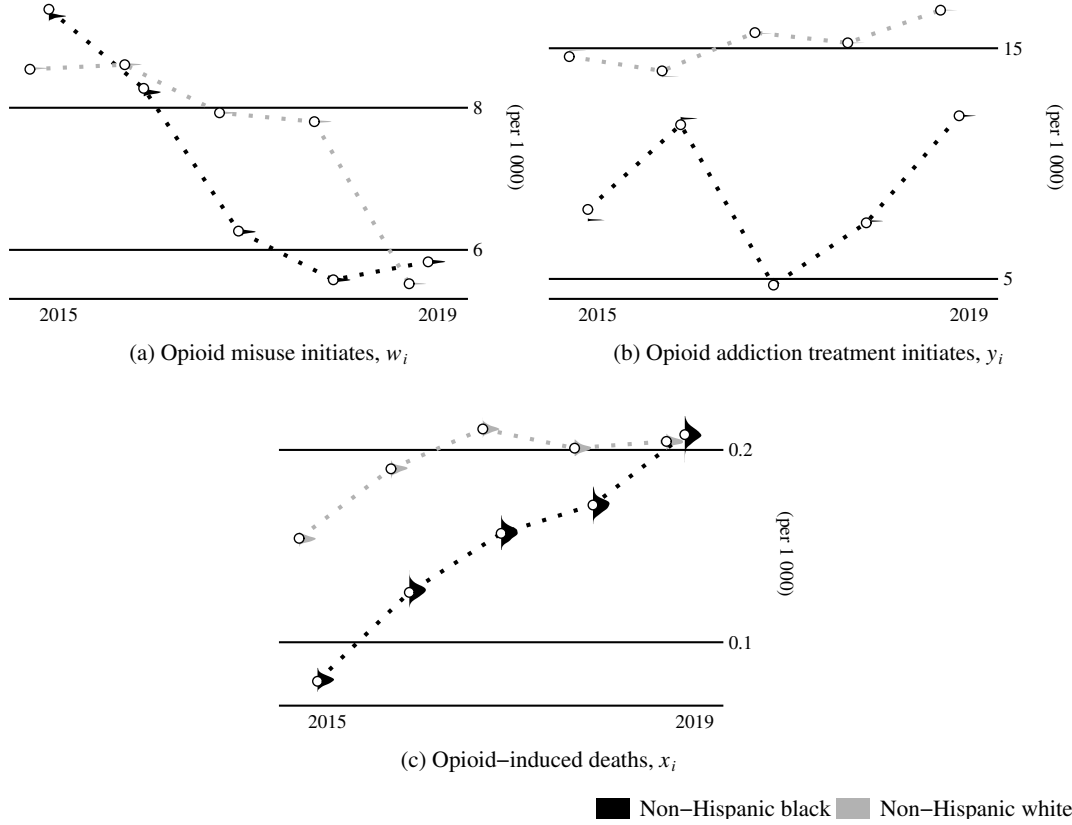 8
(per 1 000)
6
2015 2019
(a) Opioid misuse initiates, w_i
15
(per 1 000)
5
2015 2019
(b) Opioid addiction treatment initiates, y_i
0.2
(per 1 000)
0.1
2015 2019
(c) Opioid−induced deaths, x_i
Non−Hispanic black Non−Hispanic white